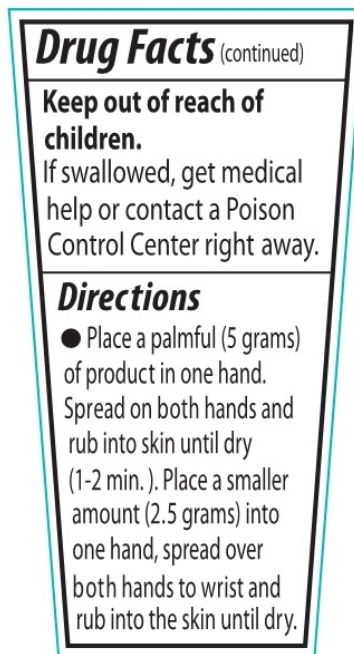 Drug Facts (continued)
Keep out of reach of
children.
If swallowed, get medical
help or contact a Poison
Control Center right away.
Directions
● Place a palmful (5 grams)
of product in one hand.
Spread on both hands and
rub into skin until dry
(1-2 min. ). Place a smaller
amount (2.5 grams) into
one hand, spread over
both hands to wrist and
rub into the skin until dry.